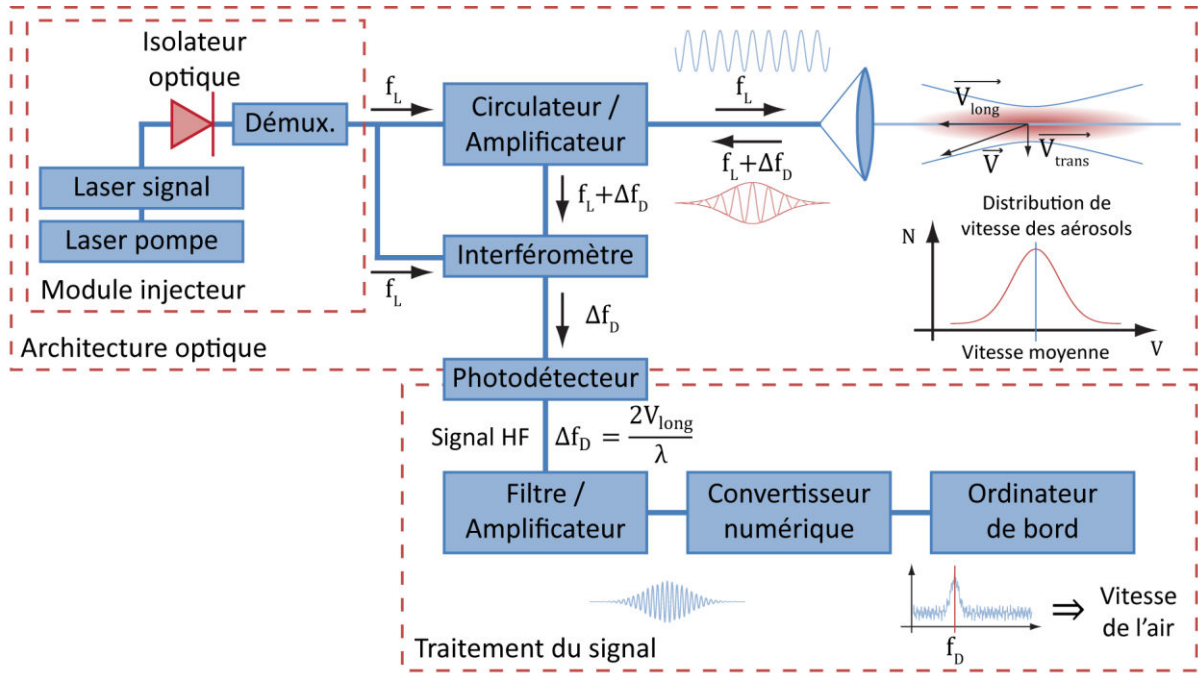 Isolateur
optique
Démux.
Laser signal
Laser pompe
Module injecteur
Architecture optique
f_L
Circulateur /
Amplificateur
f_L
f_L+Δf_D
f_L+Δf_D
Interféromètre
f_L
Δf_D
V_long
V
V_trans
Distribution de
vitesse des aérosols
N
Vitesse moyenne
V
Photodétecteur
Signal HF
Δf_D = 2V_long/λ
Filtre /
Amplificateur
Convertisseur
numérique
Ordinateur
de bord
f_D
⇒
Vitesse
de l'air
Traitement du signal